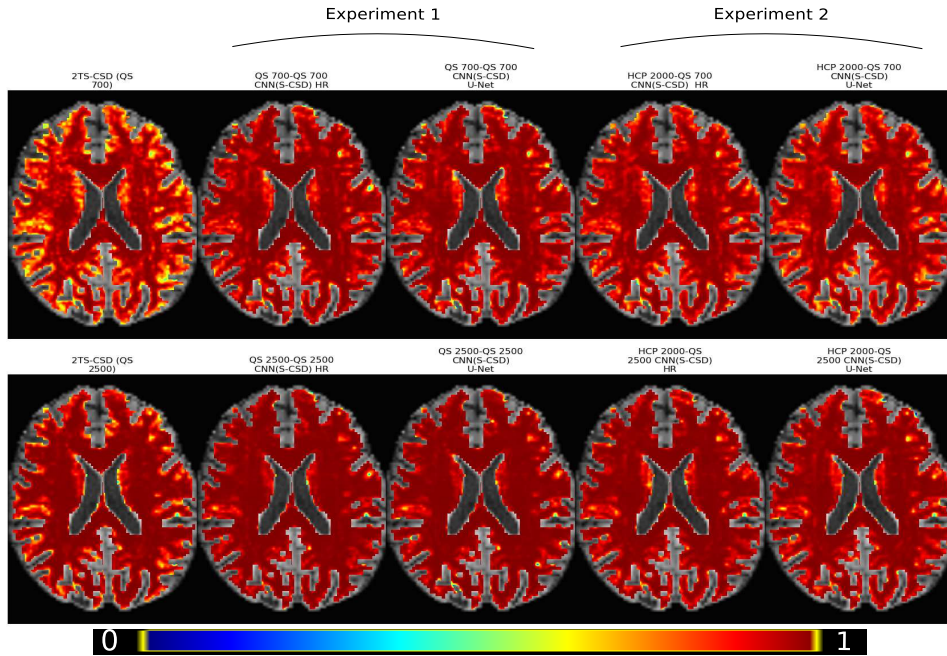 Experiment 1
Experiment 2
2TS-CSD (QS
700)
QS 700-QS 700
CNN(S-CSD) HR
QS 700-QS 700
CNN(S-CSD)
U-Net
HCP 2000-QS 700
CNN(S-CSD)  HR
HCP 2000-QS 700
CNN(S-CSD)
U-Net
2TS-CSD (QS
2500)
QS 2500-QS 2500
CNN(S-CSD) HR
QS 2500-QS 2500
CNN(S-CSD)
U-Net
HCP 2000-QS
2500 CNN(S-CSD)
HR
HCP 2000-QS
2500 CNN(S-CSD)
U-Net
0
1